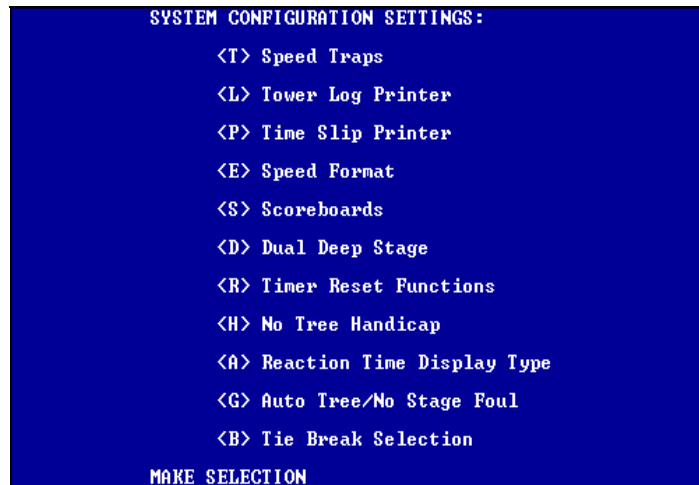 SYSTEM CONFIGURATION SETTINGS:
<T> Speed Traps
<L> Tower Log Printer
<P> Time Slip Printer
<E> Speed Format
<S> Scoreboards
<D> Dual Deep Stage
<R> Timer Reset Functions
<H> No Tree Handicap
<A> Reaction Time Display Type
<G> Auto Tree/No Stage Foul
<B> Tie Break Selection
MAKE SELECTION